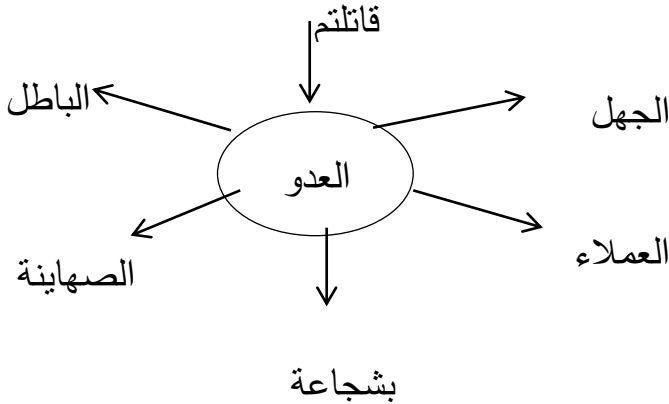 قاتلتم
الجهل
الباطل
العدو
العملاء
الصهاينة
بشجاعة